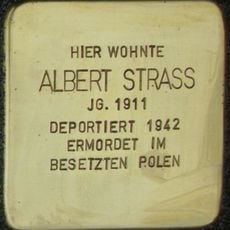 HIER WOHNTE
ALBERT STRASS
JG. 1911
DEPORTIERT 1942
ERMORDET IM
BESETZTEN POLEN